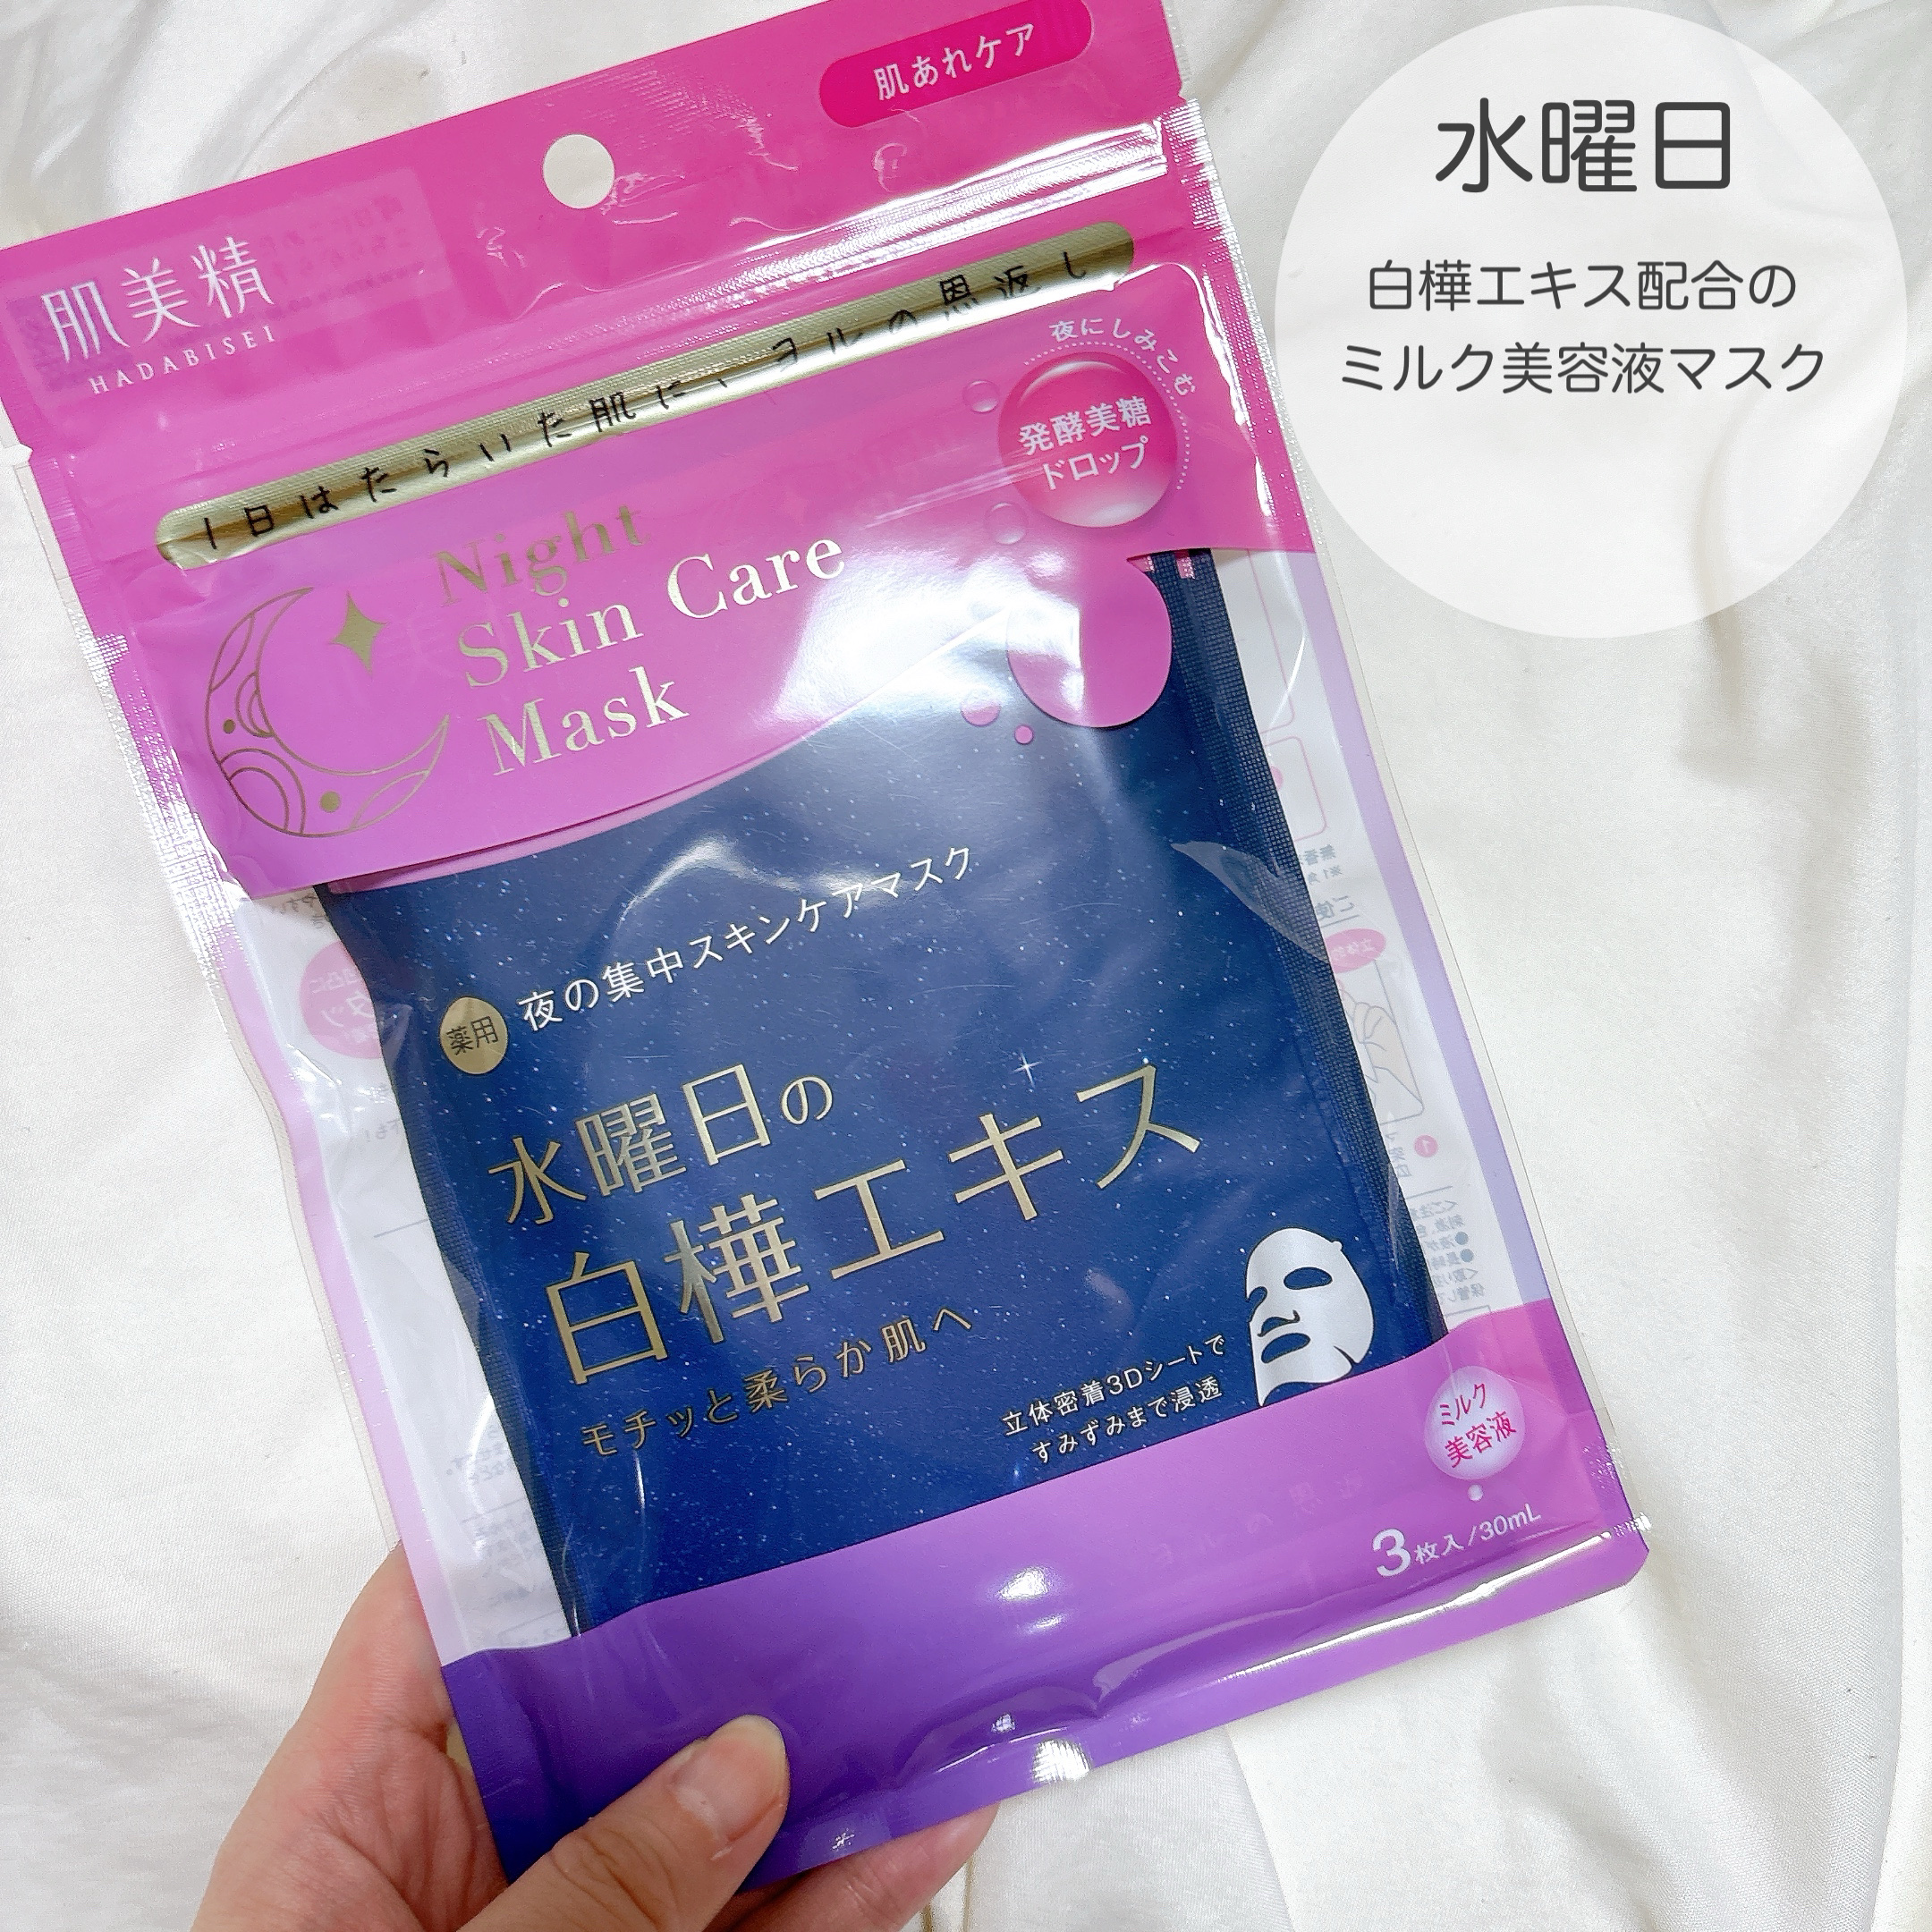 水曜日
白樺エキス配合の
ミルク美容液マスク
肌あれケア
肌美精
HADABISEI
1日はたらいた肌に、ヨルの恩返し
夜にしみこむ
発酵美糖
ドロップ
Night
Skin Care
Mask
薬用
夜の集中スキンケアマスク
水曜日の
白樺エキス
モチッと柔らか肌へ
立体密着3Dシートで
すみずみまで浸透
ミルク
美容液
3枚入/30mL